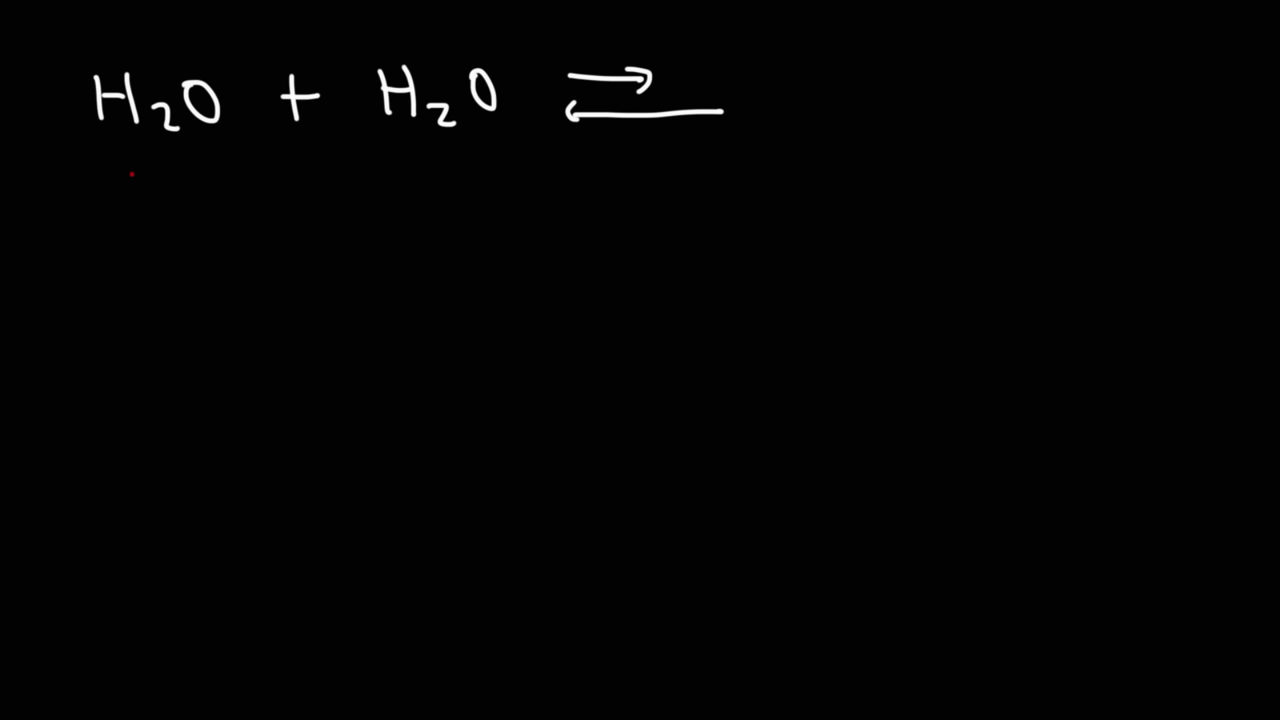 H₂O + H₂O ⇌